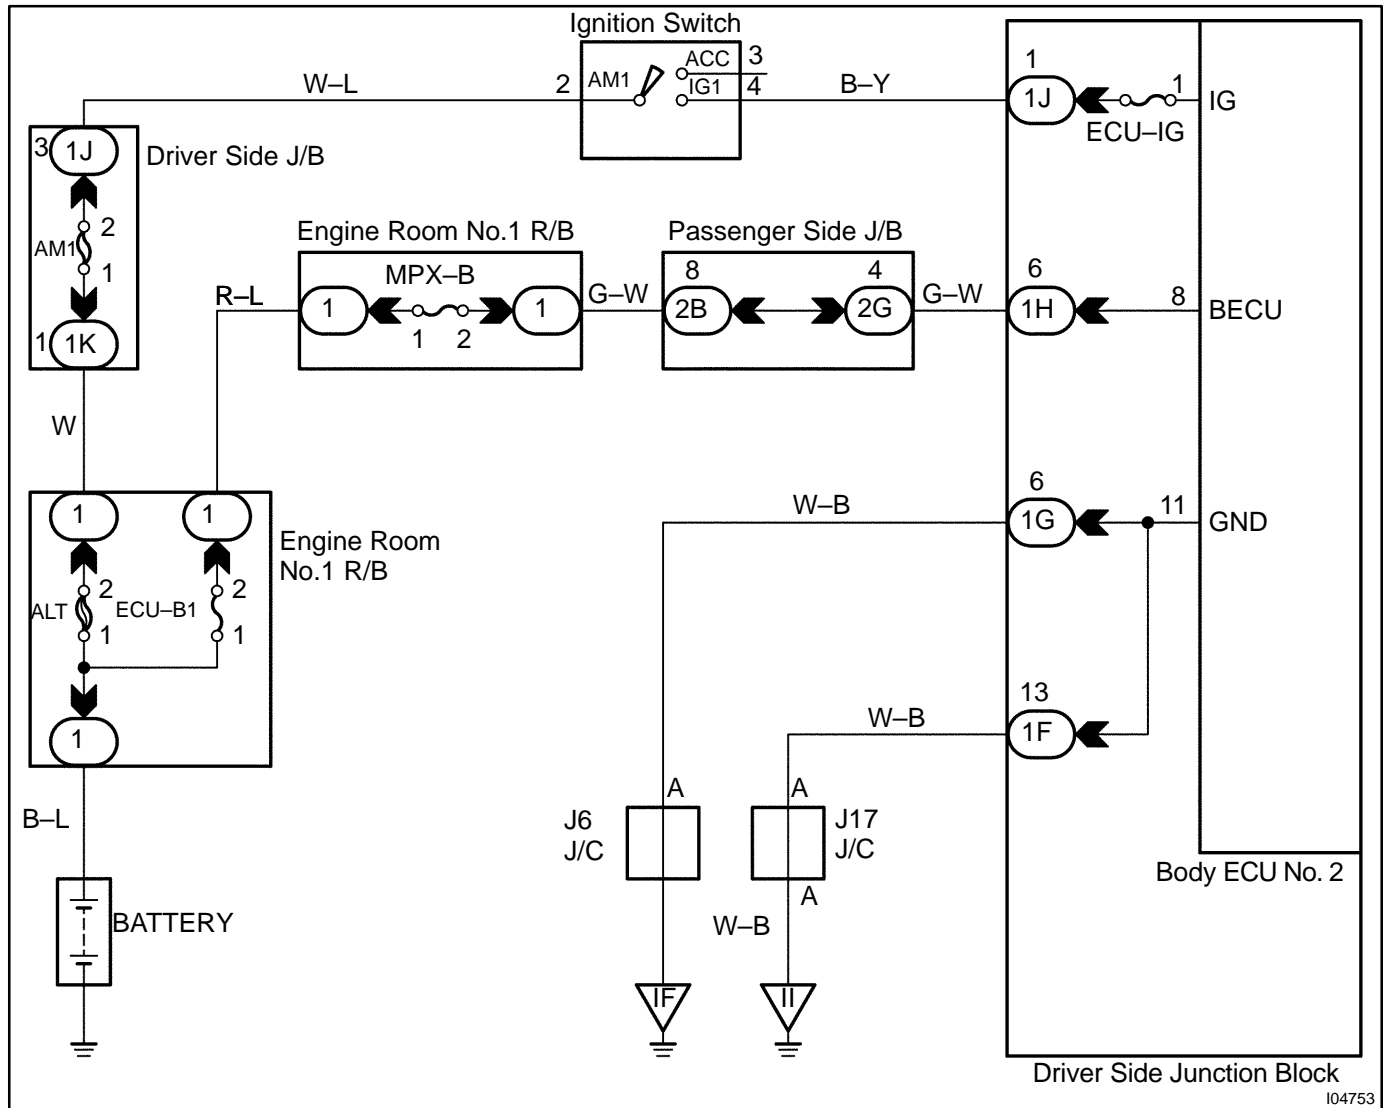 Ignition Switch
W–L
2
AM1
ACC
3
IG1
4
B–Y
1
1J
1
IG
ECU–IG
3
1J
Driver Side J/B
2
AM1
1
1
1K
Engine Room No.1 R/B
MPX–B
R–L
1
1
2
1
G–W
Passenger Side J/B
8
2B
4
2G
G–W
6
1H
8
BECU
W
1
1
Engine Room
No.1 R/B
2
ALT
1
ECU–B1
2
1
1
W–B
6
1G
11
GND
W–B
13
1F
B–L
BATTERY
A
J6
J/C
A
J17
J/C
A
W–B
IF
II
Body ECU No. 2
Driver Side Junction Block
I04753